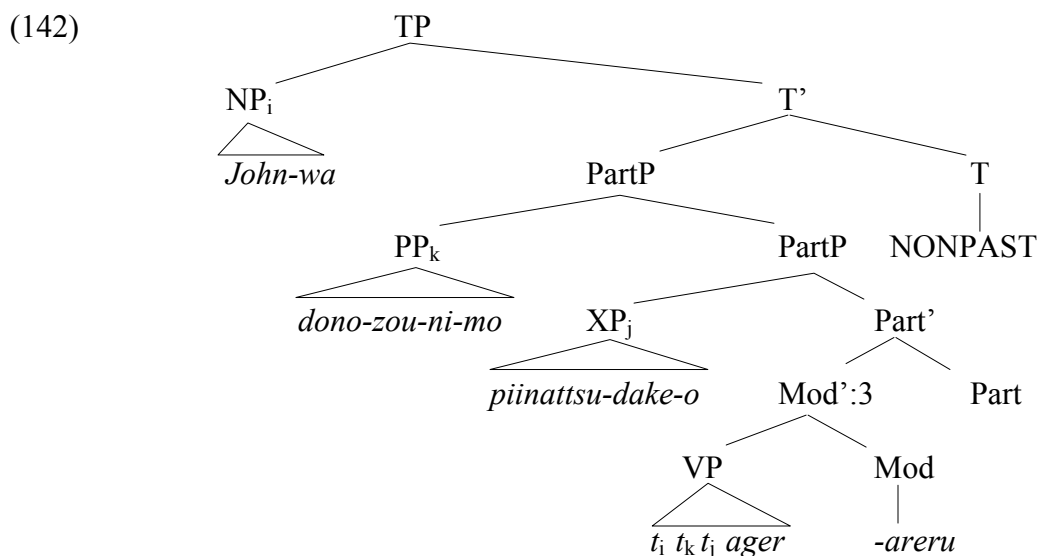 (142) TP
NPi T’
John-wa PartP T
PPk PartP NONPAST
dono-zou-ni-mo XPj Part’
piinattsu-dake-o Mod’:3 Part
VP Mod
ti tk tj ager -areru